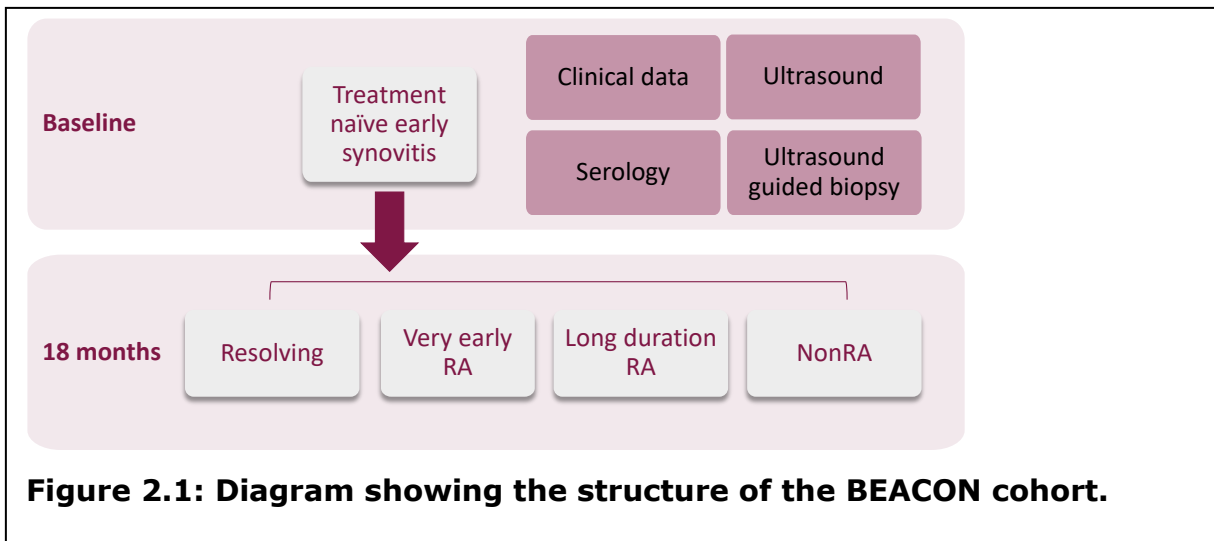 Baseline
Treatment
naïve early
synovitis
Clinical data
Ultrasound
Serology
Ultrasound
guided biopsy
18 months
Resolving
Very early
RA
Long duration
RA
NonRA
Figure 2.1: Diagram showing the structure of the BEACON cohort.